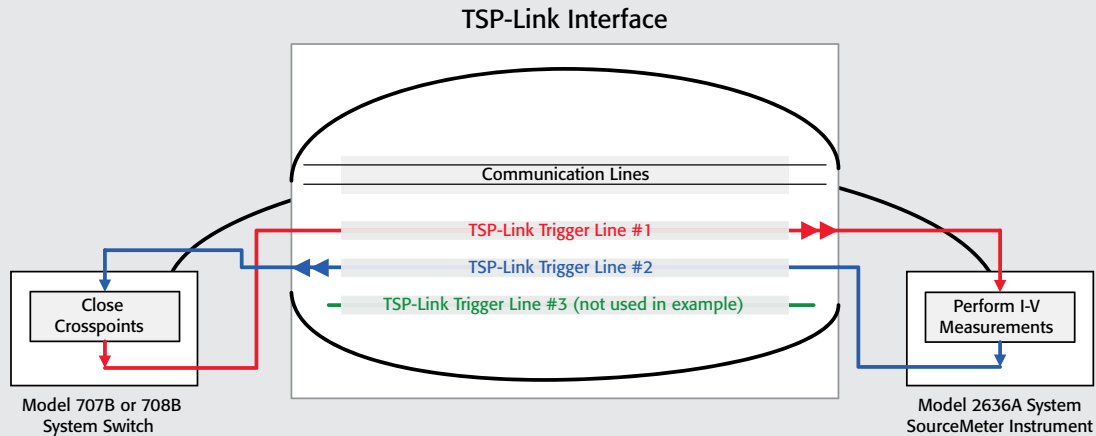 TSP-Link Interface
Communication Lines
TSP-Link Trigger Line #1
TSP-Link Trigger Line #2
TSP-Link Trigger Line #3 (not used in example)
Close
Crosspoints
Perform I-V
Measurements
Model 707B or 708B
System Switch
Model 2636A System
SourceMeter Instrument